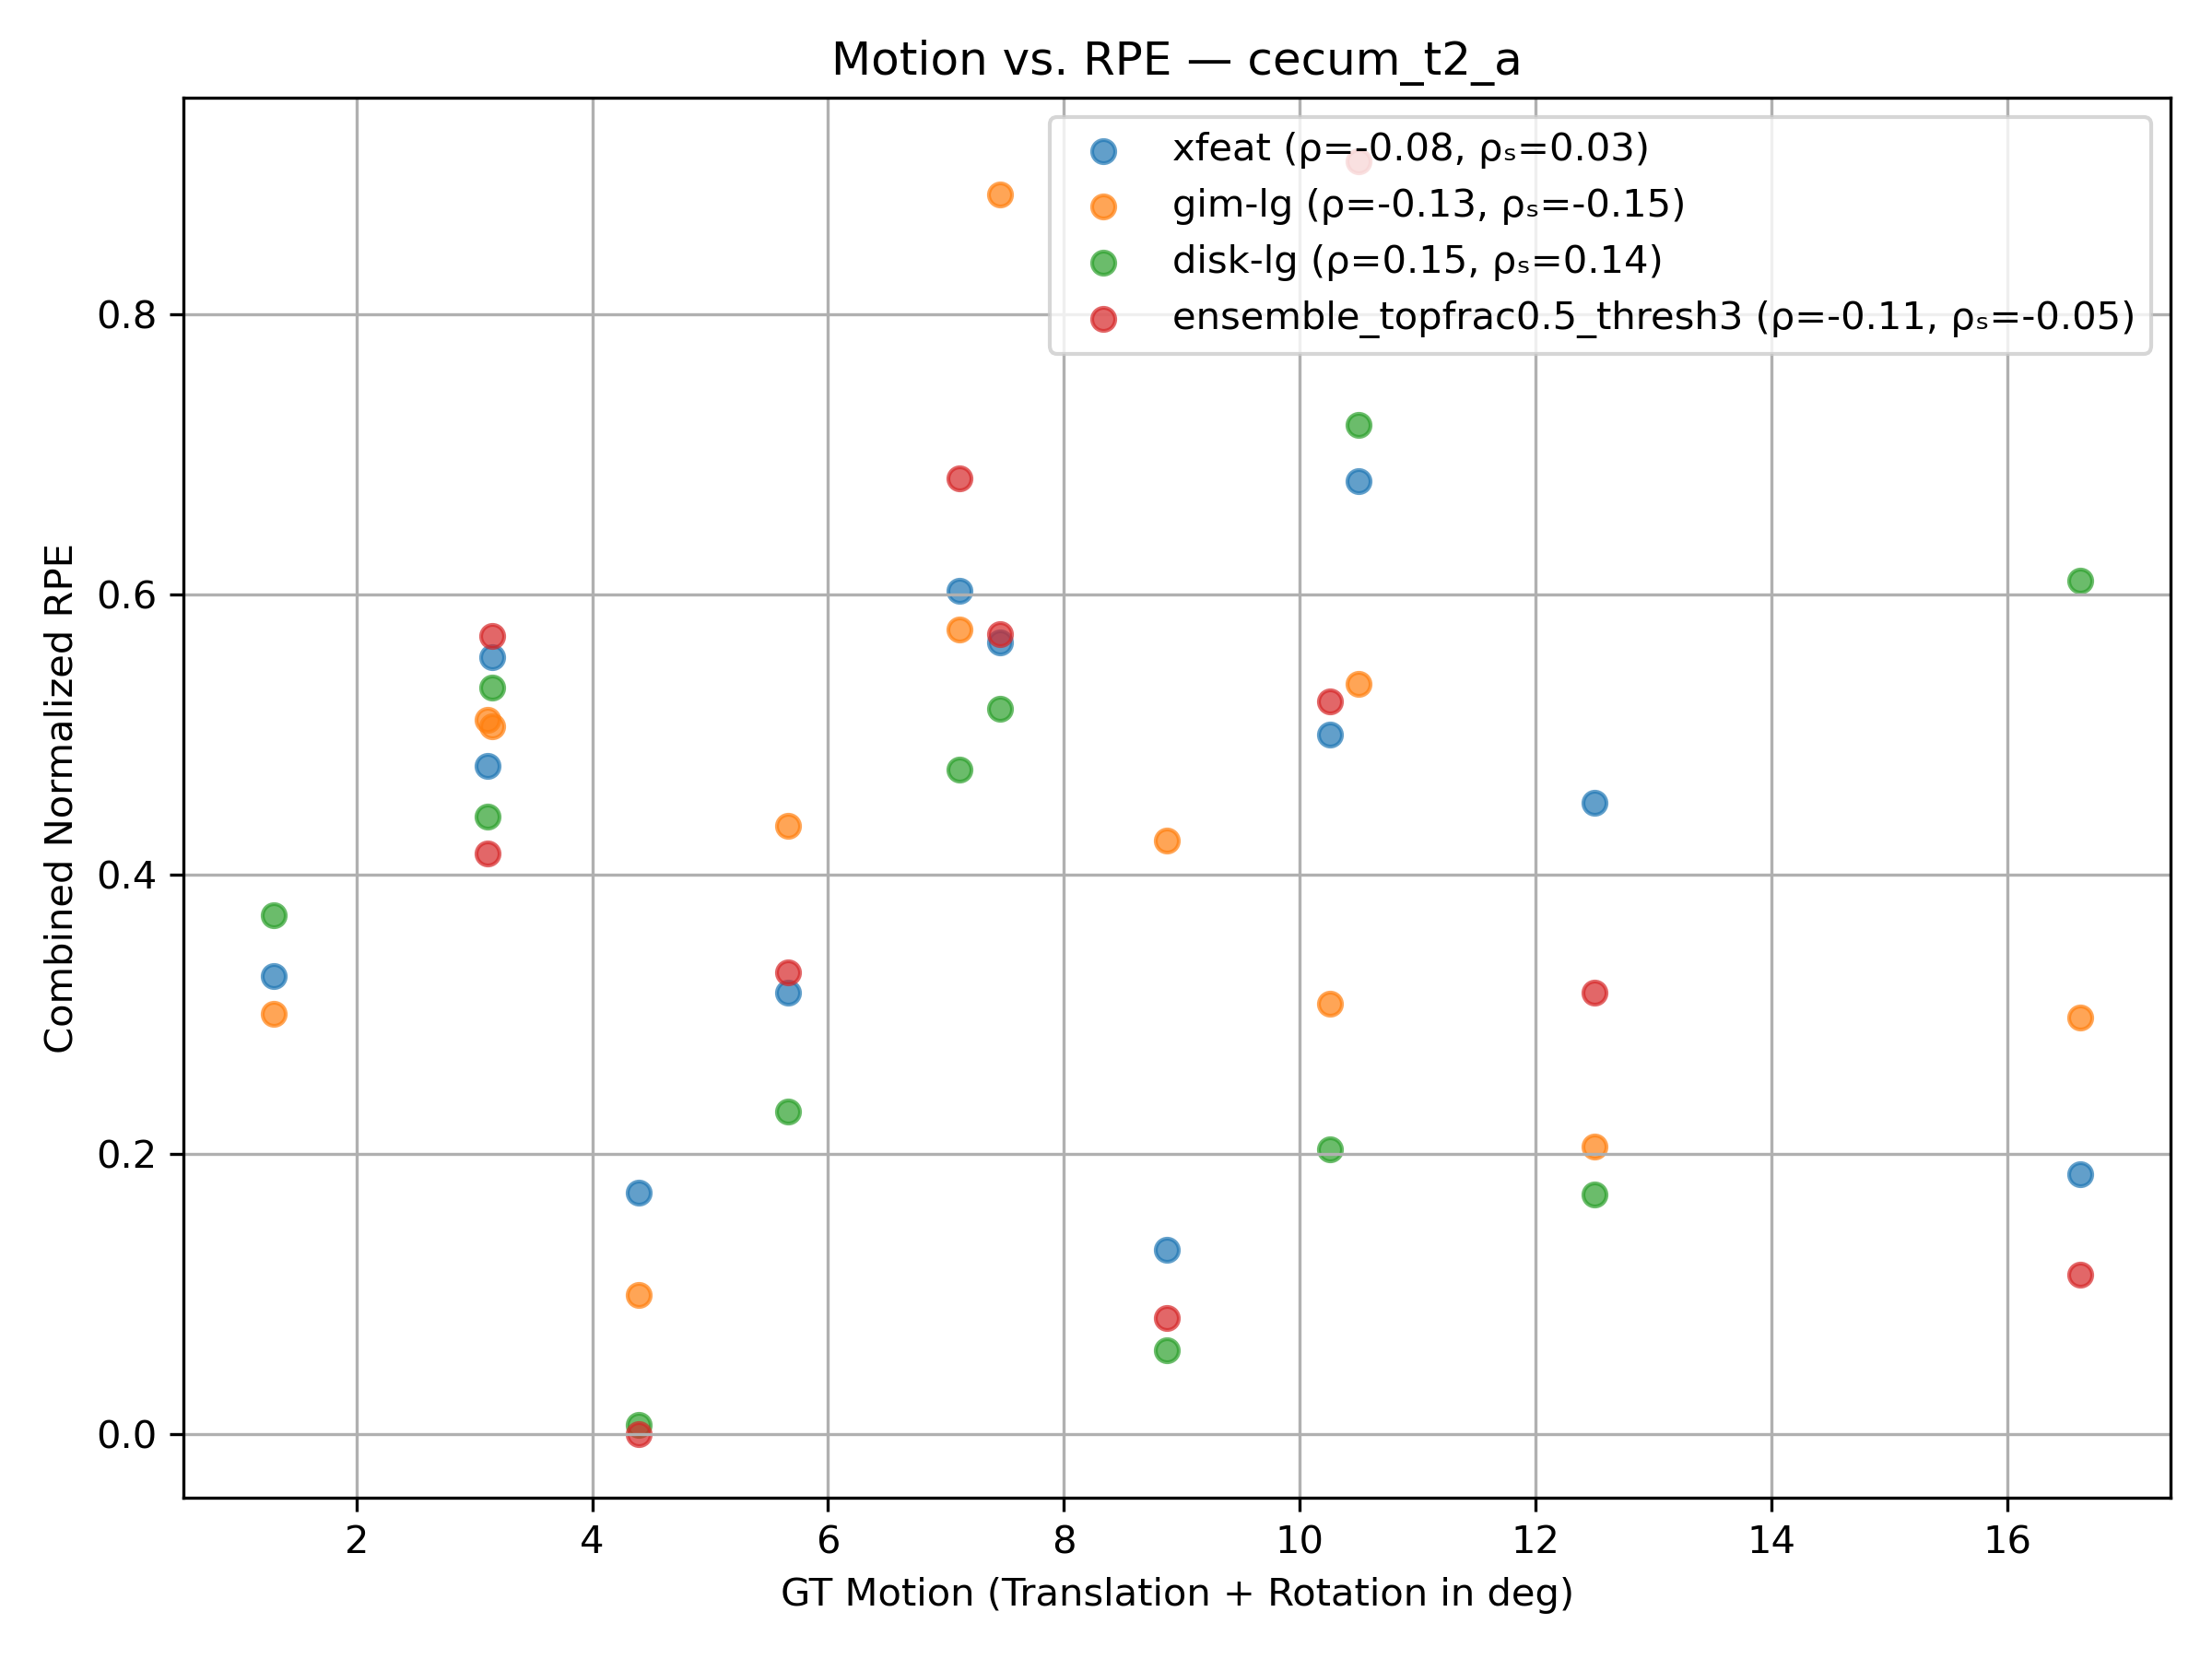 Motion vs. RPE — cecum_t2_a
xfeat (ρ=-0.08, ρₛ=0.03)
gim-lg (ρ=-0.13, ρₛ=-0.15)
disk-lg (ρ=0.15, ρₛ=0.14)
ensemble_topfrac0.5_thresh3 (ρ=-0.11, ρₛ=-0.05)
Combined Normalized RPE
0.8
0.6
0.4
0.2
0.0
2 4 6 8 10 12 14 16
GT Motion (Translation + Rotation in deg)